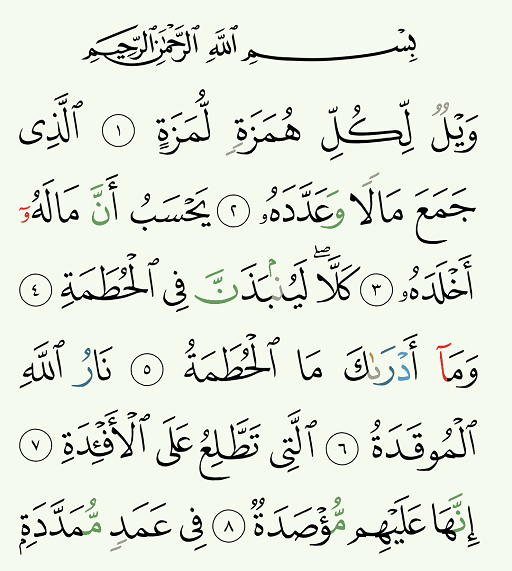 بِسْمِ ٱللَّهِ ٱلرَّحْمَٰنِ ٱلرَّحِيمِ
وَيْلٌ لِّكُلِّ هُمَزَةٍ لُّمَزَةٍ ١ ٱلَّذِى
جَمَعَ مَالًا وَعَدَّدَهُۥ ٢ يَحْسَبُ أَنَّ مَالَهُۥٓ
أَخْلَدَهُۥ ٣ كَلَّا ۖ لَيُنۢبَذَنَّ فِى ٱلْحُطَمَةِ ٤
وَمَآ أَدْرَىٰكَ مَا ٱلْحُطَمَةُ ٥ نَارُ ٱللَّهِ
ٱلْمُوقَدَةُ ٦ ٱلَّتِى تَطَّلِعُ عَلَى ٱلْأَفْـِٔدَةِ ٧
إِنَّهَا عَلَيْهِم مُّؤْصَدَةٌ ٨ فِى عَمَدٍ مُّمَدَّدَةٍۭ